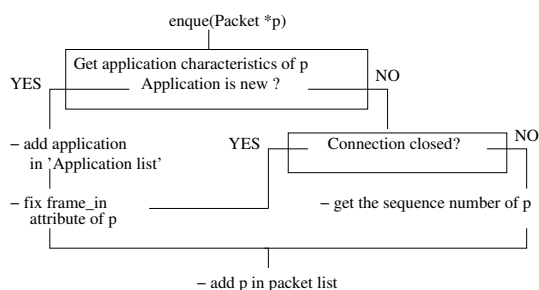 enque(Packet *p)
Get application characteristics of p
YES
Application is new ?
NO
– add application
in ’Application list’
YES
Connection closed?
NO
– fix frame_in
attribute of p
– get the sequence number of p
– add p in packet list